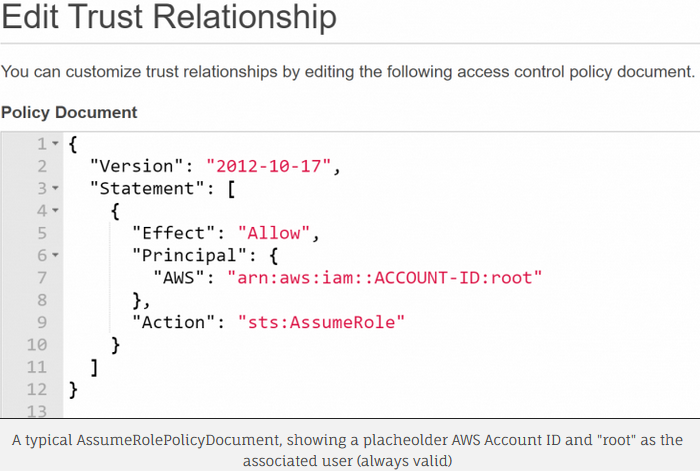 Edit Trust Relationship
You can customize trust relationships by editing the following access control policy document.
Policy Document
1 {
2 "Version": "2012-10-17",
3 "Statement": [
4 {
5 "Effect": "Allow",
6 "Principal": {
7 "AWS": "arn:aws:iam::ACCOUNT-ID:root"
8 },
9 "Action": "sts:AssumeRole"
10 }
11 ]
12 }
13
A typical AssumeRolePolicyDocument, showing a placheolder AWS Account ID and "root" as the
associated user (always valid)